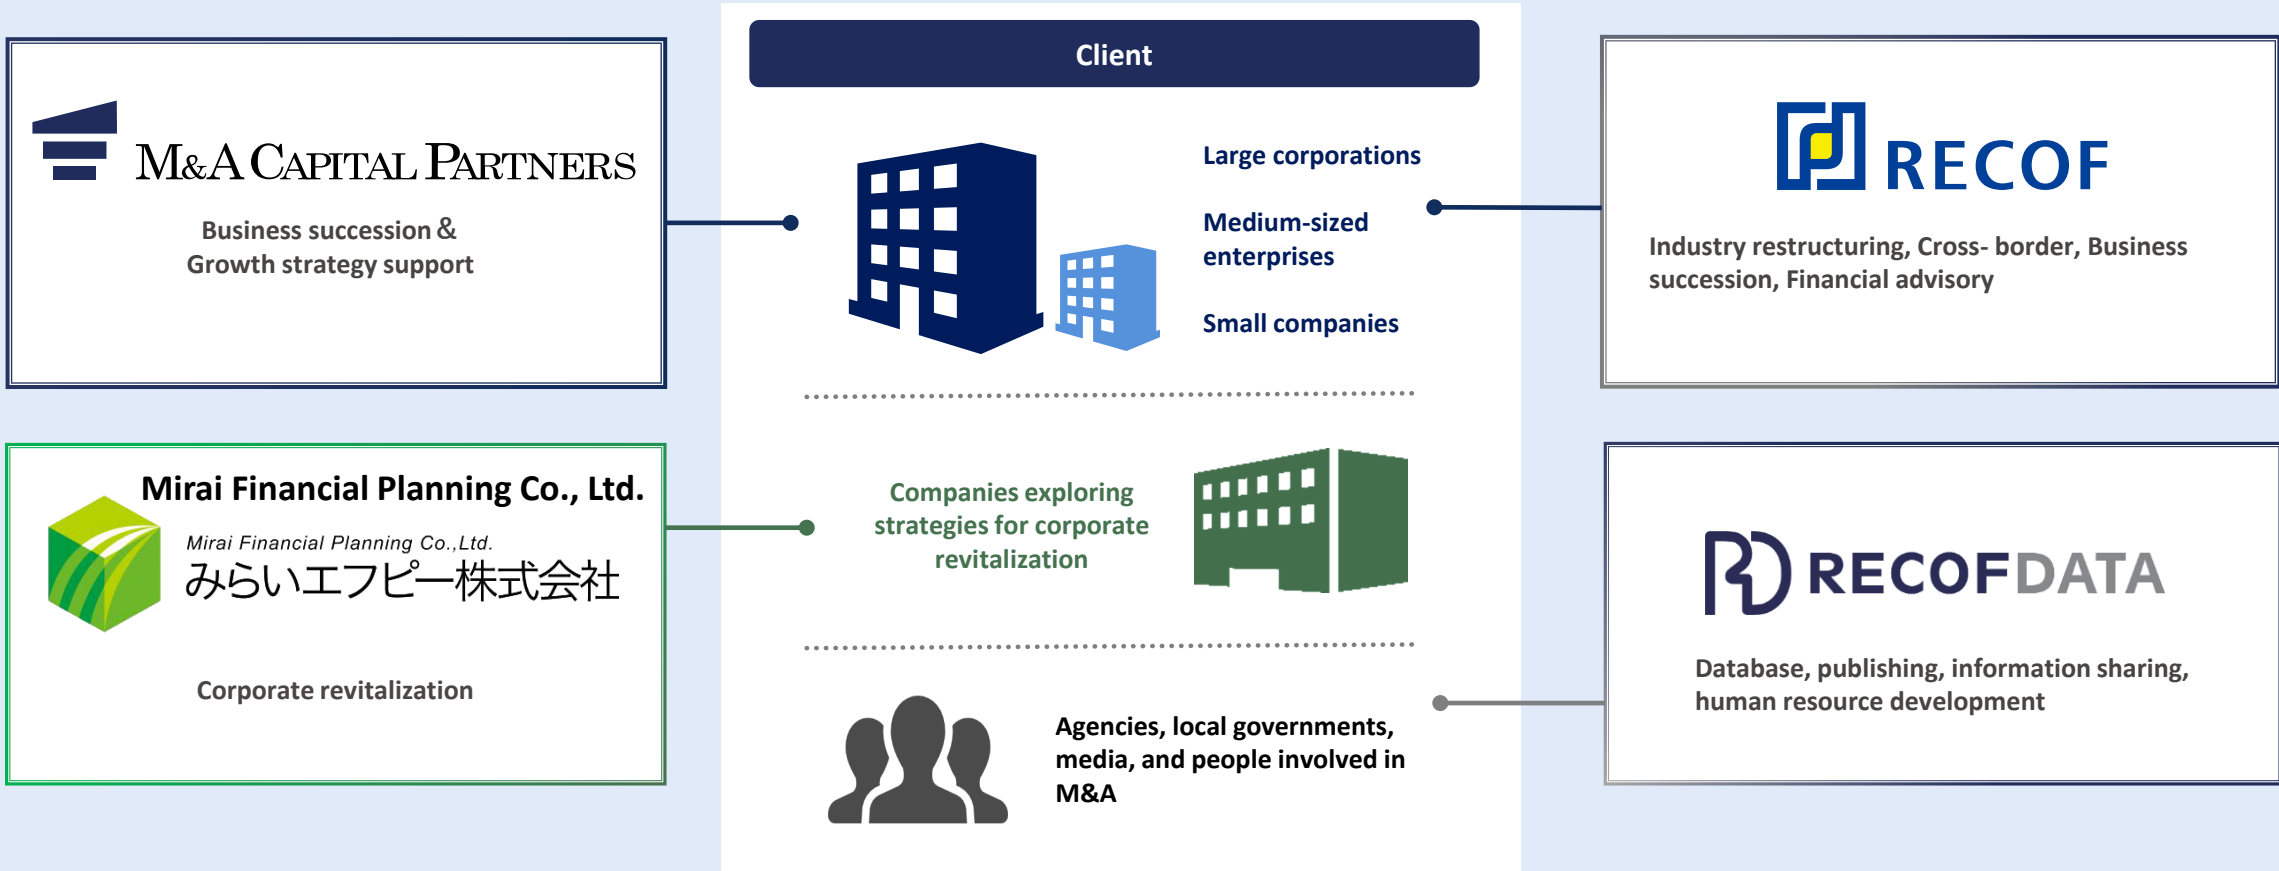 Client
M&A CAPITAL PARTNERS
Business succession &
Growth strategy support
Large corporations
Medium-sized
enterprises
Small companies
RECOF
Industry restructuring, Cross- border, Business
succession, Financial advisory
Mirai Financial Planning Co., Ltd.
Mirai Financial Planning Co.,Ltd.
みらいエフピー株式会社
Corporate revitalization
Companies exploring
strategies for corporate
revitalization
Agencies, local governments,
media, and people involved in
M&A
RECOFDATA
Database, publishing, information sharing,
human resource development